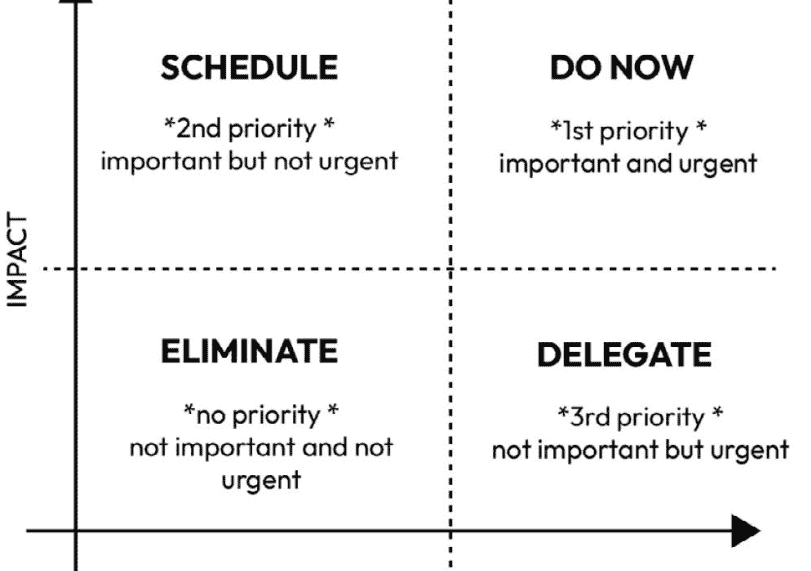 SCHEDULE
*2nd priority *
important but not urgent
DO NOW
*1st priority *
important and urgent
IMPACT
ELIMINATE
*no priority *
not important and not
urgent
DELEGATE
*3rd priority *
not important but urgent